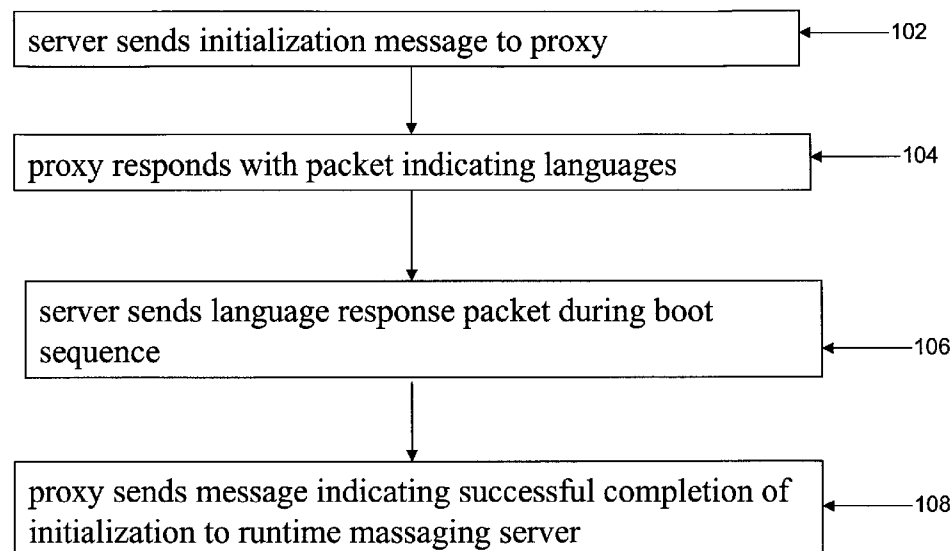 server sends initialization message to proxy
102
proxy responds with packet indicating languages
104
server sends language response packet during boot
sequence
106
proxy sends message indicating successful completion of
initialization to runtime massaging server
108